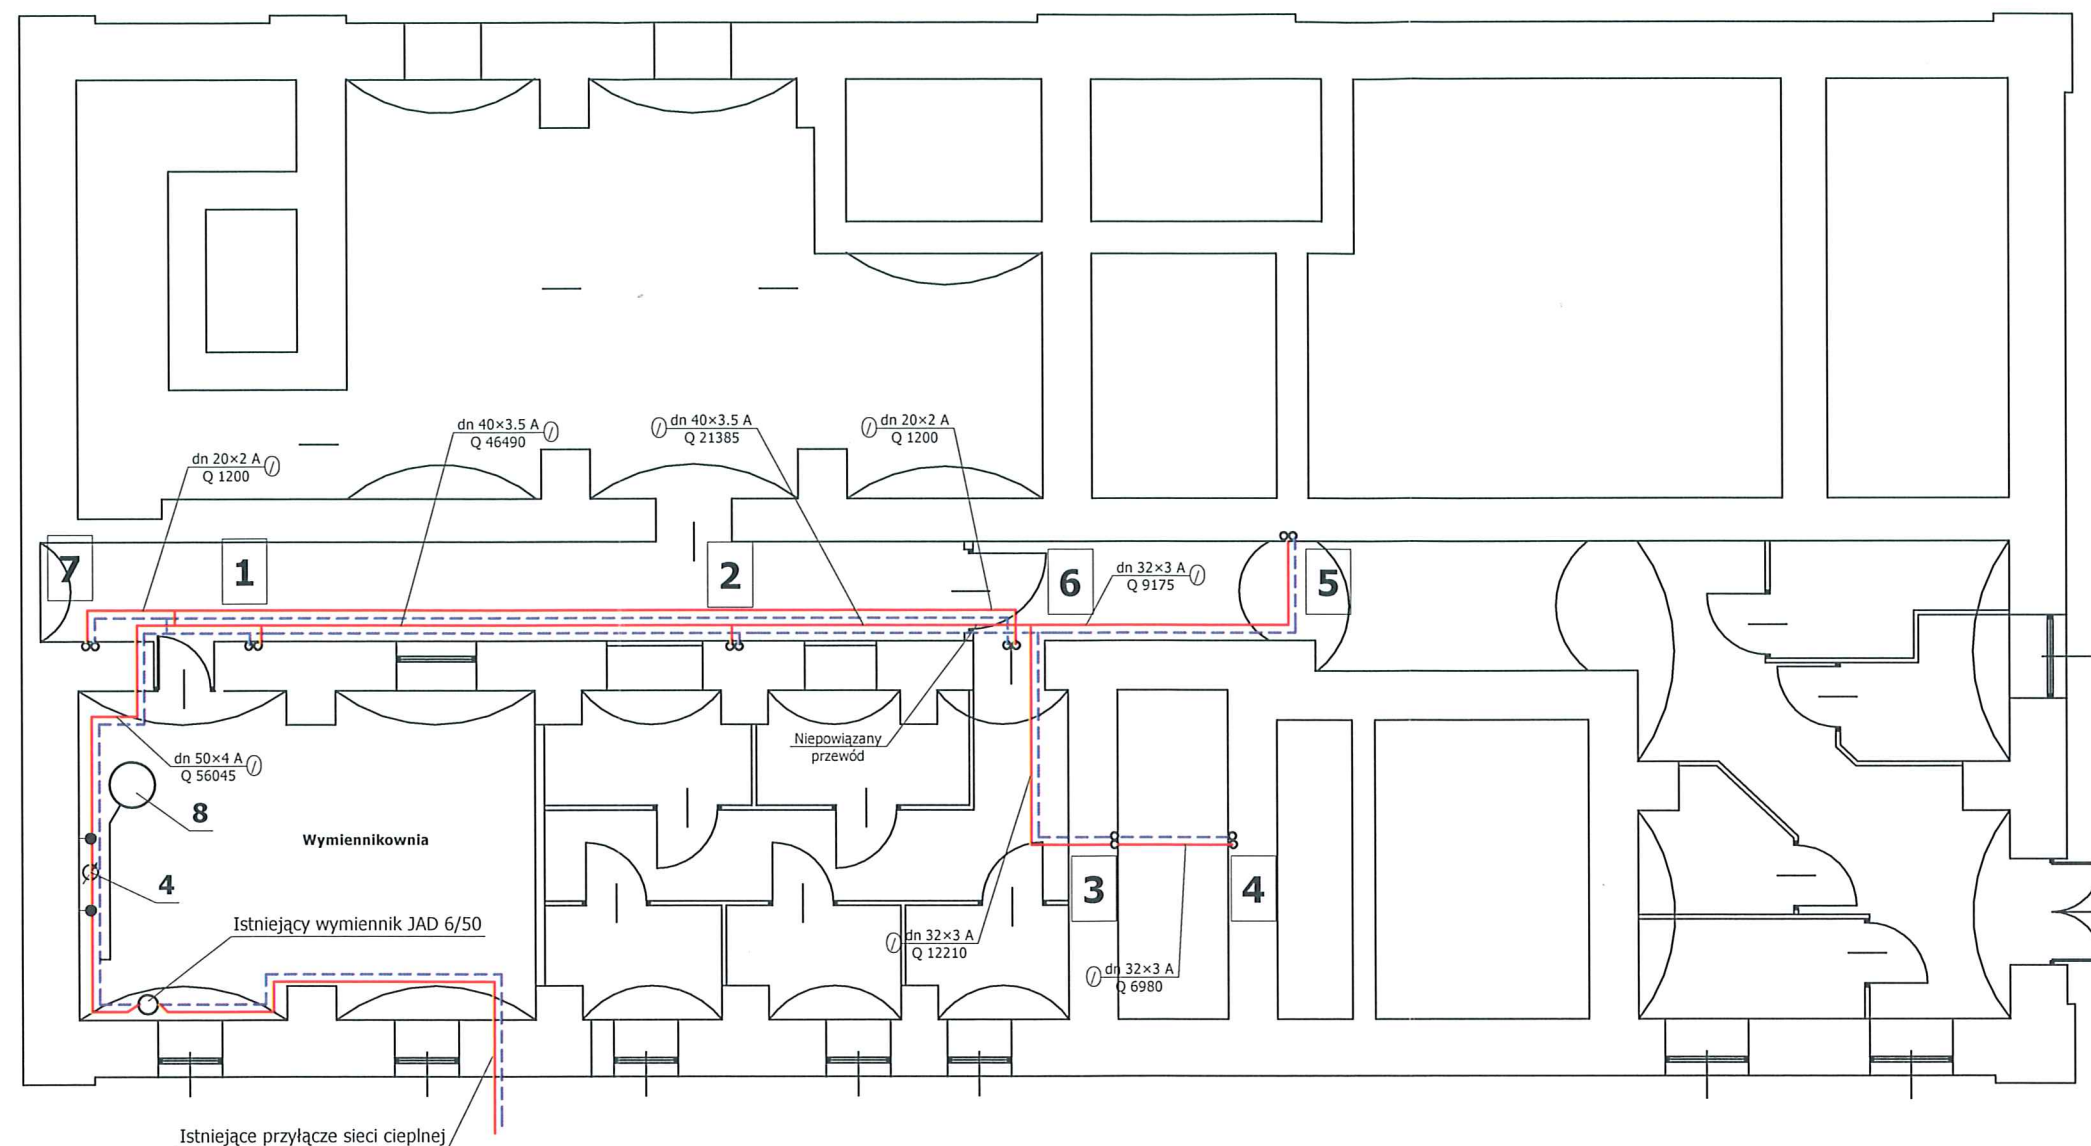 dn 40×3.5 A
Q 46490
dn 40×3.5 A
Q 21385
dn 20×2 A
Q 1200
dn 20×2 A
Q 1200
7
1
2
6
dn 32×3 A
Q 9175
5
Niepowiązany
przewód
dn 50×4 A
Q 56045
8
Wymiennikownia
4
3
4
Istniejący wymiennik JAD 6/50
dn 32×3 A
Q 12210
dn 32×3 A
Q 6980
Istniejące przyłącze sieci cieplnej